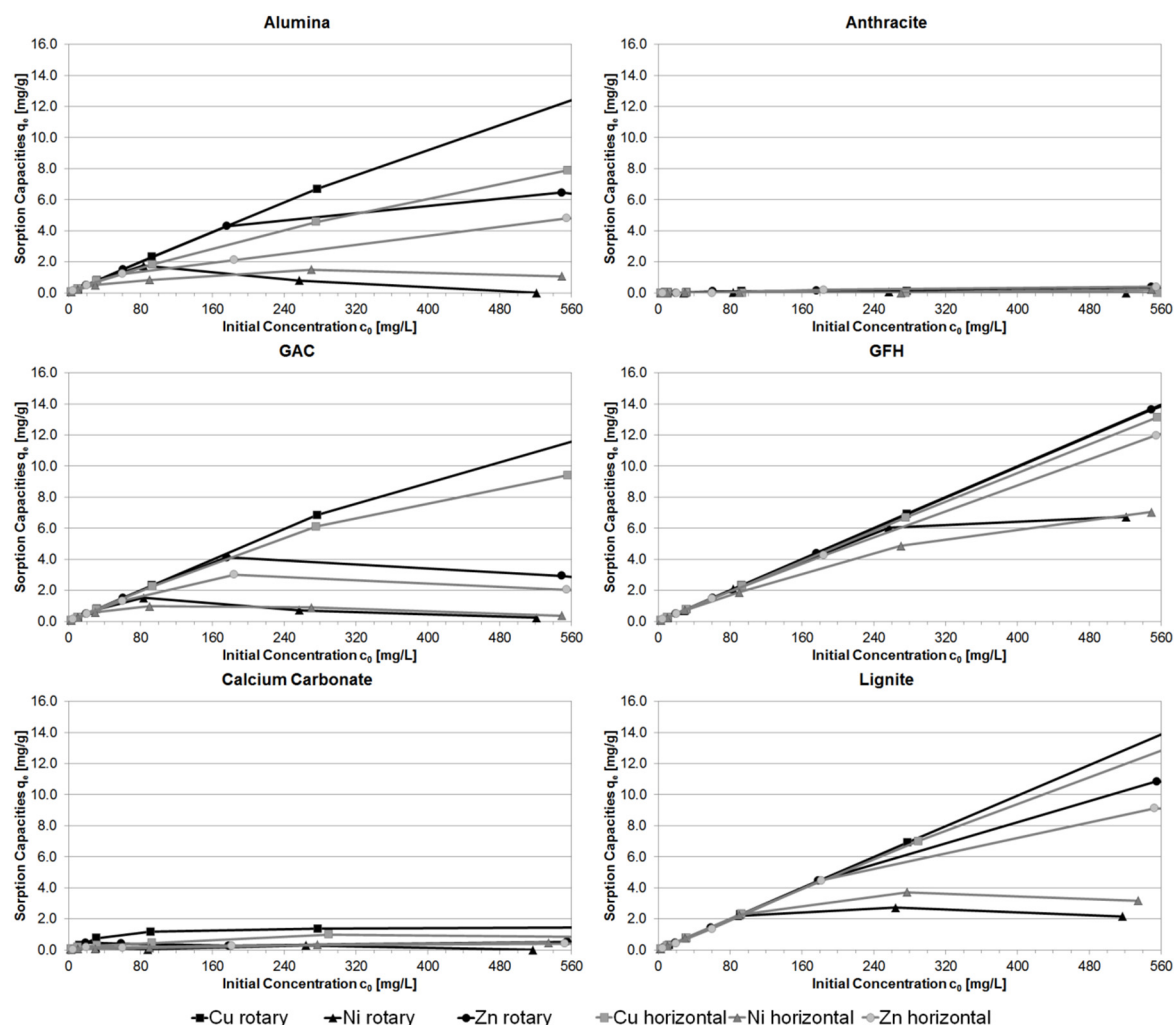 Alumina
Sorption Capacities qe [mg/g]
16.0
14.0
12.0
10.0
8.0
6.0
4.0
2.0
0.0
0 80 160 240 320 400 480 560
Initial Concentration c0 [mg/L]
Anthracite
Sorption Capacities qe [mg/g]
16.0
14.0
12.0
10.0
8.0
6.0
4.0
2.0
0.0
0 80 160 240 320 400 480 560
Initial Concentration c0 [mg/L]
GAC
Sorption Capacities qe [mg/g]
16.0
14.0
12.0
10.0
8.0
6.0
4.0
2.0
0.0
0 80 160 240 320 400 480 560
Initial Concentration c0 [mg/L]
GFH
Sorption Capacities qe [mg/g]
16.0
14.0
12.0
10.0
8.0
6.0
4.0
2.0
0.0
0 80 160 240 320 400 480 560
Initial Concentration c0 [mg/L]
Calcium Carbonate
Sorption Capacities qe [mg/g]
16.0
14.0
12.0
10.0
8.0
6.0
4.0
2.0
0.0
0 80 160 240 320 400 480 560
Initial Concentration c0 [mg/L]
Lignite
Sorption Capacities qe [mg/g]
16.0
14.0
12.0
10.0
8.0
6.0
4.0
2.0
0.0
0 80 160 240 320 400 480 560
Initial Concentration c0 [mg/L]
Cu rotary Ni rotary Zn rotary Cu horizontal Ni horizontal Zn horizontal